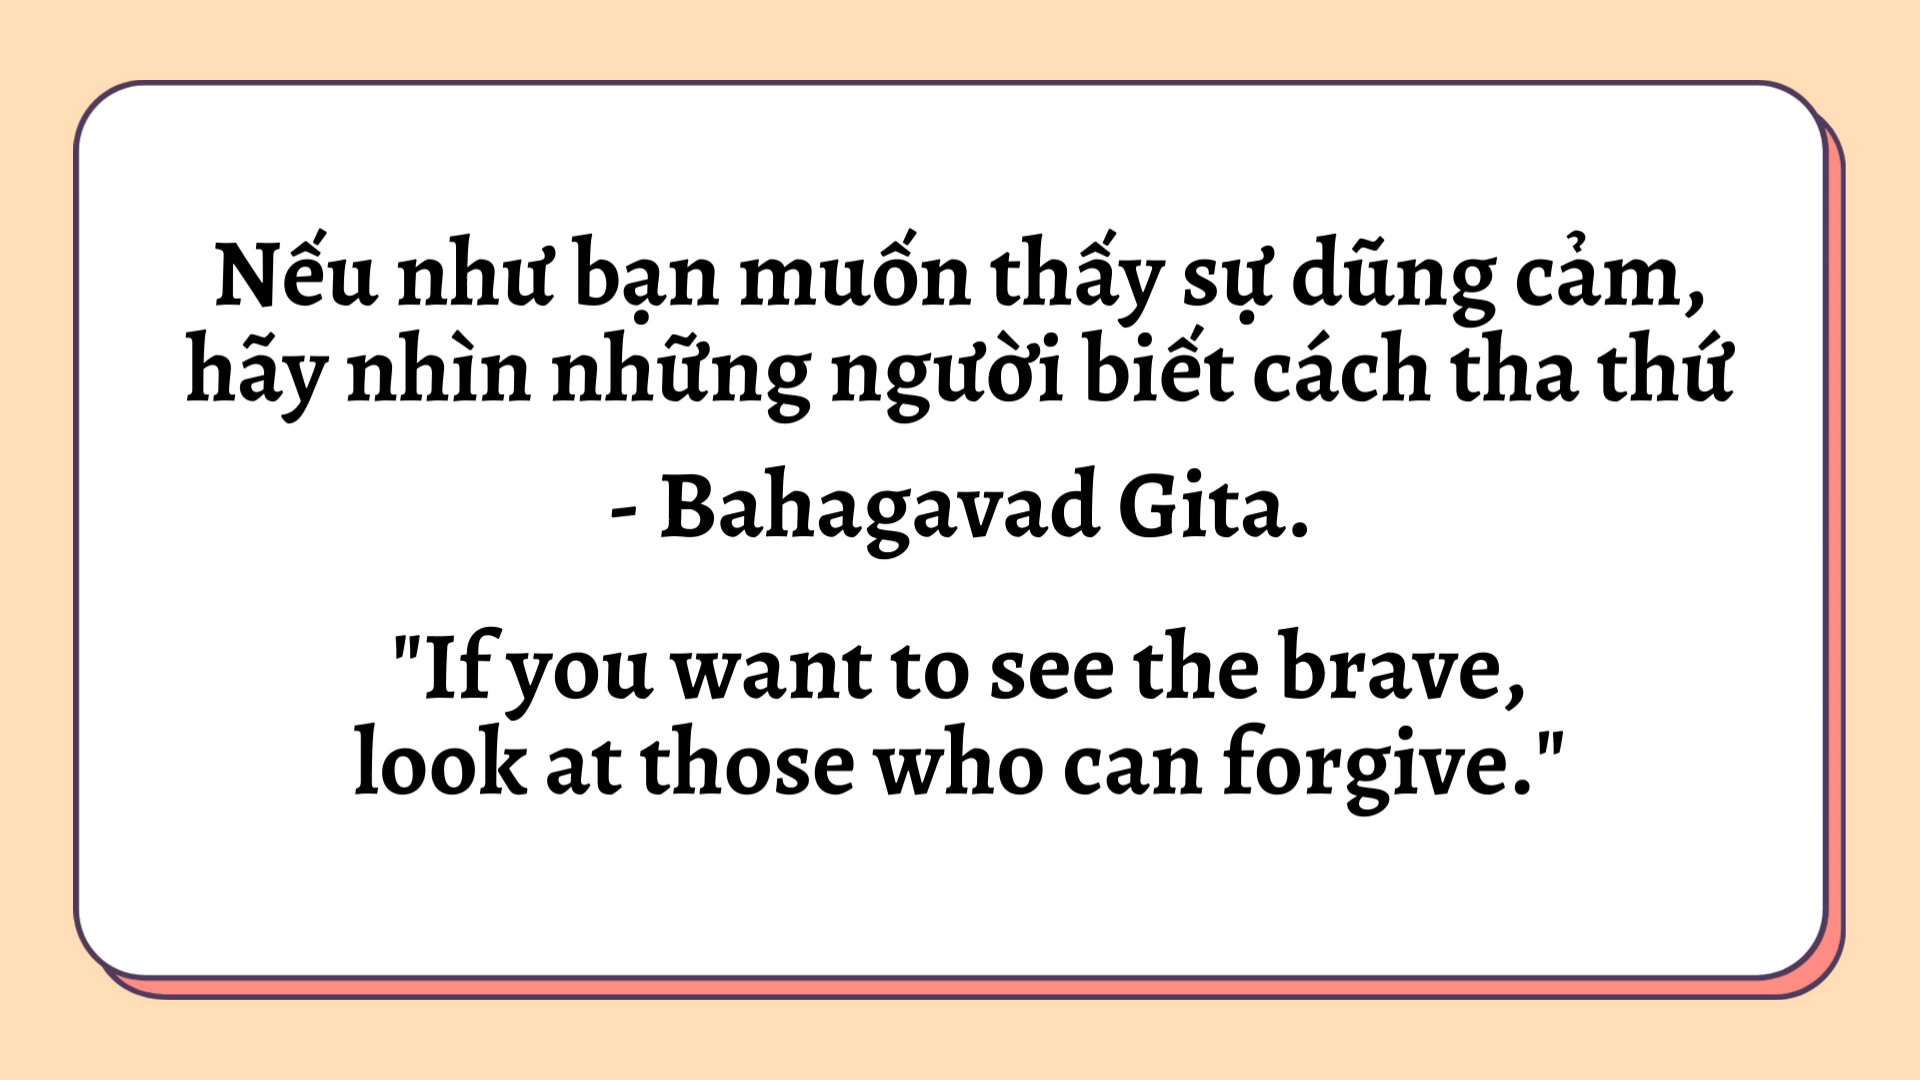 Nếu như bạn muốn thấy sự dũng cảm,
hãy nhìn những người biết cách tha thứ
- Bahagavad Gita.
"If you want to see the brave,
look at those who can forgive."